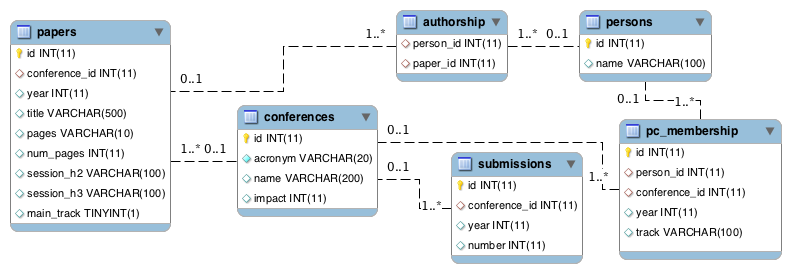 papers
id INT(11)
conference_id INT(11)
year INT(11)
title VARCHAR(500)
pages VARCHAR(10)
num_pages INT(11)
session_h2 VARCHAR(100)
session_h3 VARCHAR(100)
main_track TINYINT(1)
0..1
1..*
1..* 0..1
authorship
person_id INT(11)
paper_id INT(11)
1..*
0..1
persons
id INT(11)
name VARCHAR(100)
0..1
1..*
conferences
id INT(11)
acronym VARCHAR(20)
name VARCHAR(200)
impact INT(11)
0..1
1..*
0..1
1..*
submissions
id INT(11)
conference_id INT(11)
year INT(11)
number INT(11)
pc_membership
id INT(11)
person_id INT(11)
conference_id INT(11)
year INT(11)
track VARCHAR(100)